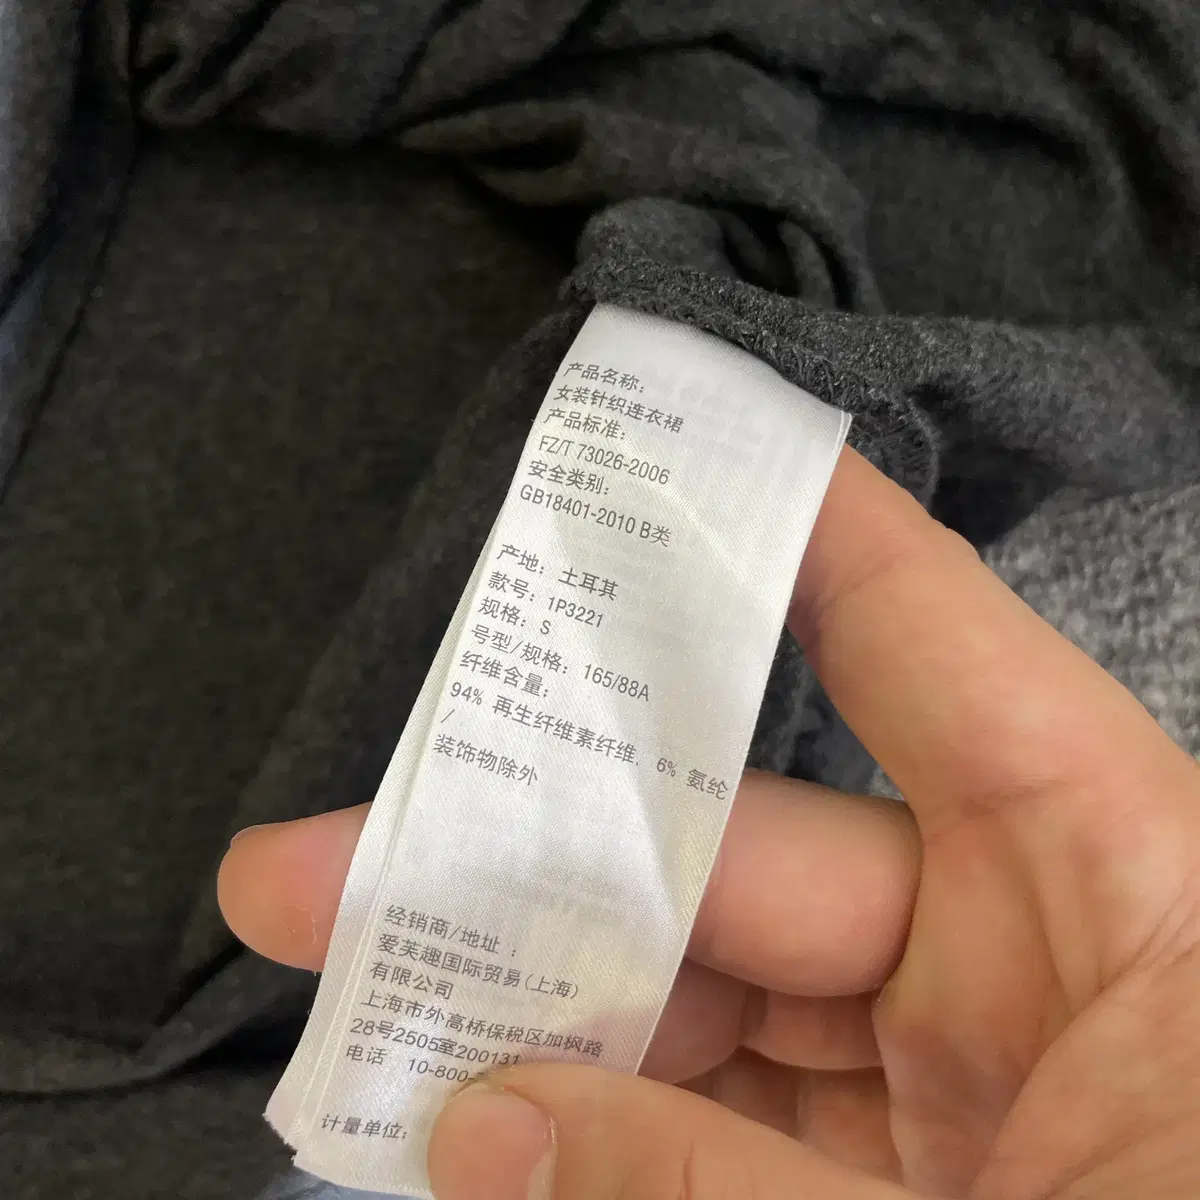 产品名称:
女装针织连衣裙
产品标准:
FZ/T 73026-2006
安全类别:
GB18401-2010 B类
产地: 土耳其
款号: 1P3221
规格: S
号型/规格: 165/88A
纤维含量:
94% 再生纤维素纤维, 6% 氨纶
/
装饰物除外
经销商/地址 :
爱芙趣国际贸易(上海)
有限公司
上海市外高桥保税区加枫路
28号2505室200131
电话 10-800-
计量单位: